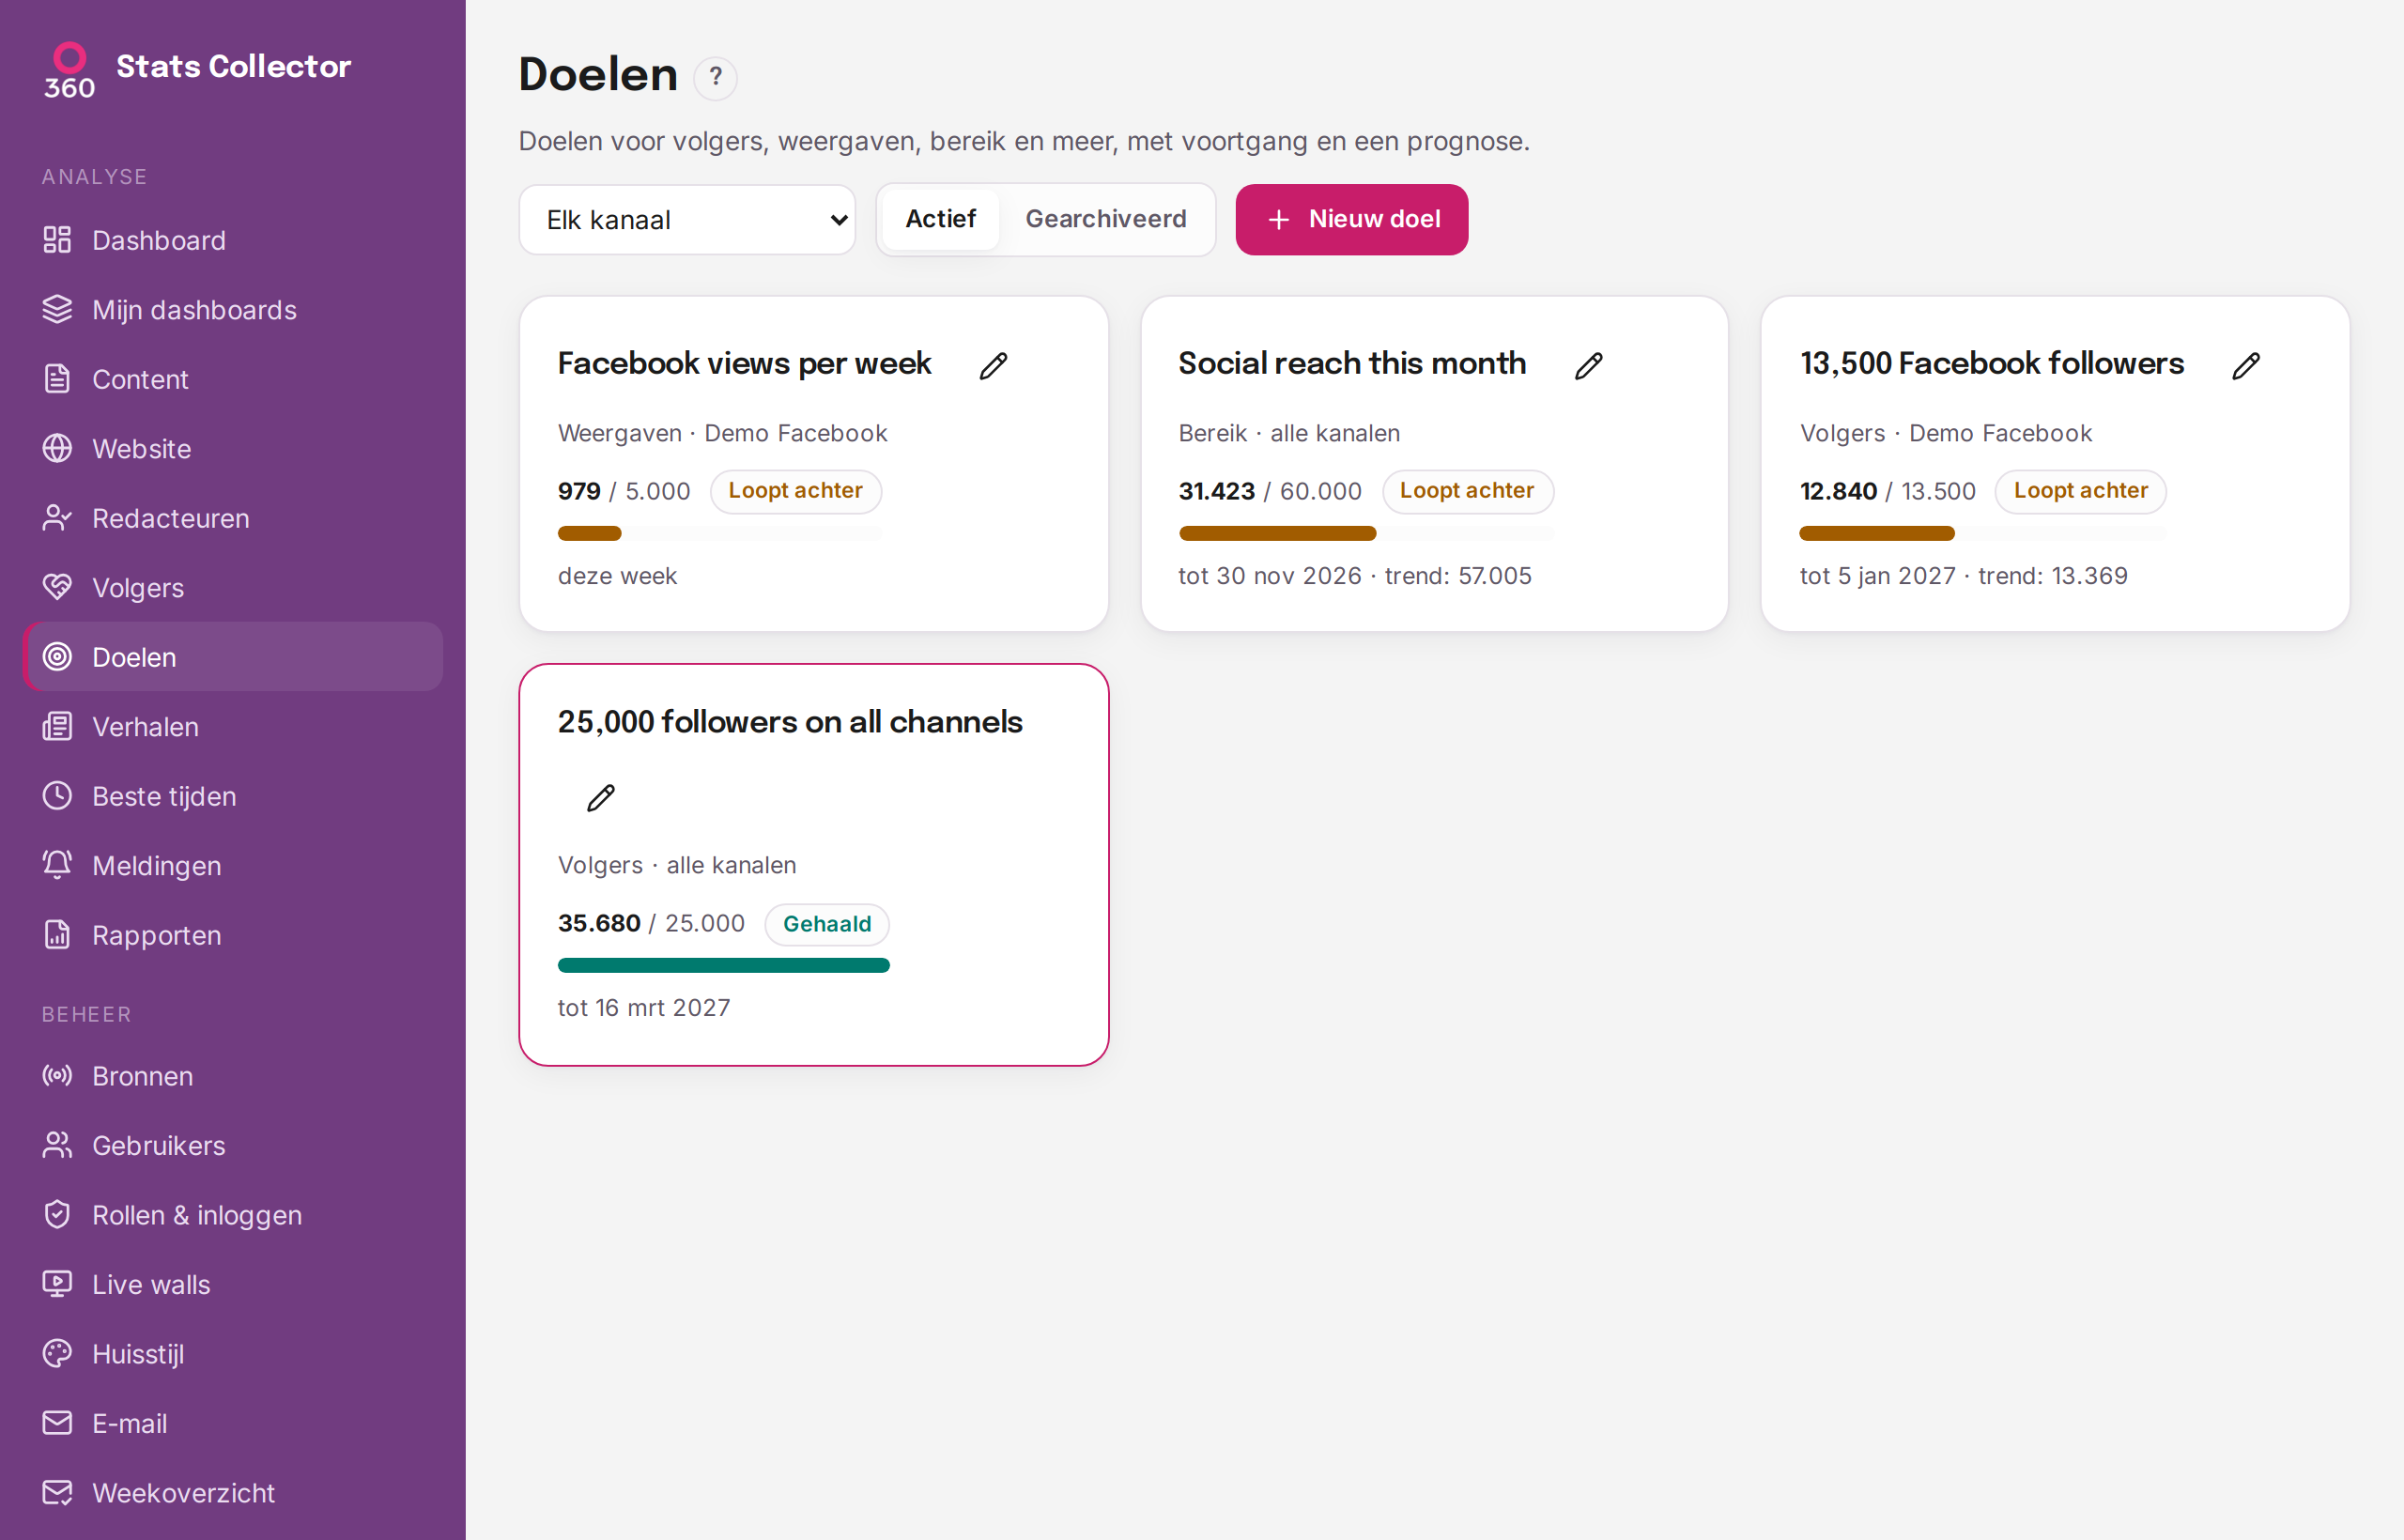 360 Stats Collector
ANALYSE
Dashboard
Mijn dashboards
Content
Website
Redacteuren
Volgers
Doelen
Verhalen
Beste tijden
Meldingen
Rapporten
BEHEER
Bronnen
Gebruikers
Rollen & inloggen
Live walls
Huisstijl
E-mail
Weekoverzicht
Doelen ?
Doelen voor volgers, weergaven, bereik en meer, met voortgang en een prognose.
Elk kanaal Actief Gearchiveerd + Nieuw doel
Facebook views per week
Weergaven · Demo Facebook
979 / 5.000 Loopt achter
deze week
Social reach this month
Bereik · alle kanalen
31.423 / 60.000 Loopt achter
tot 30 nov 2026 · trend: 57.005
13,500 Facebook followers
Volgers · Demo Facebook
12.840 / 13.500 Loopt achter
tot 5 jan 2027 · trend: 13.369
25,000 followers on all channels
Volgers · alle kanalen
35.680 / 25.000 Gehaald
tot 16 mrt 2027